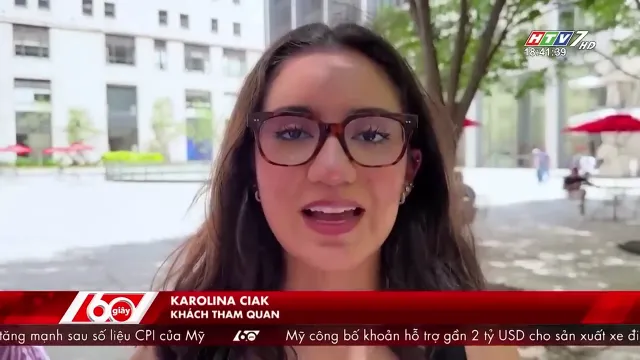 HTV7 HD
18:41:39
KAROLINA CIAK
60 giây
KHÁCH THAM QUAN
tăng mạnh sau số liệu CPI của Mỹ 60 giây Mỹ công bố khoản hỗ trợ gần 2 tỷ USD cho sản xuất xe đi